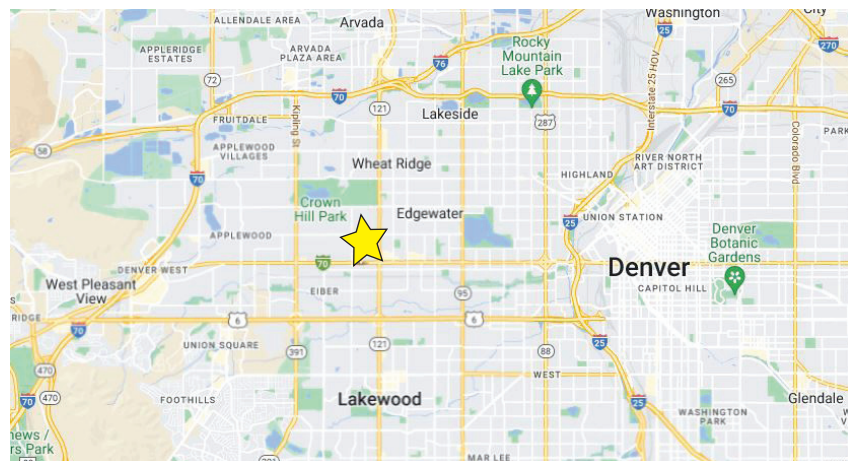 ALLENDALE AREA
Arvada
Washington
City
25
APPLERIDGE
ESTATES
ARVADA
PLAZA AREA
76
Rocky
Mountain
Lake Park
Interstate 25 HOV
270
72
70
121
265
Kipling St
Lakeside
287
70
FRUITDALE
Colorado Blvd
PARK
58
APPLEWOOD
VILLAGES
Wheat Ridge
RIVER NORTH
ART DISTRICT
70
HIGHLAND
Crown
Hill Park
Edgewater
25
UNION STATION
APPLEWOOD
Denver
Botanic
Gardens
DENVER WEST
70
Denver
West Pleasant
View
EIBER
95
CAPITOL HILL
RIDGE
70
6
6
UNION SQUARE
391
121
88
25
470
WEST
70
470
FOOTHILLS
Lakewood
25
Glendale
WASHINGTON
PARK
hews /
rs Park
391
MAR LEE